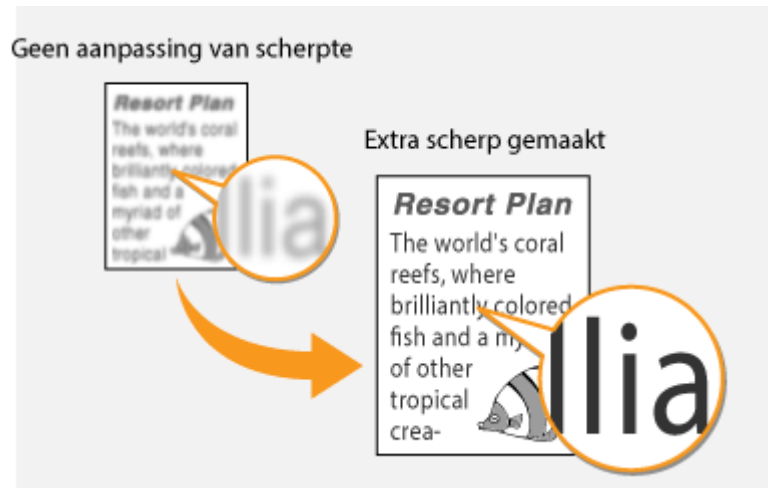 Geen aanpassing van scherpte
Resort Plan
The world's coral
reefs, where
brilliantly colored
fish and a
myriad of
other
tropical
llia
Extra scherp gemaakt
Resort Plan
The world's coral
reefs, where
brilliantly colored
fish and a my
of other
tropical
crea-
llia